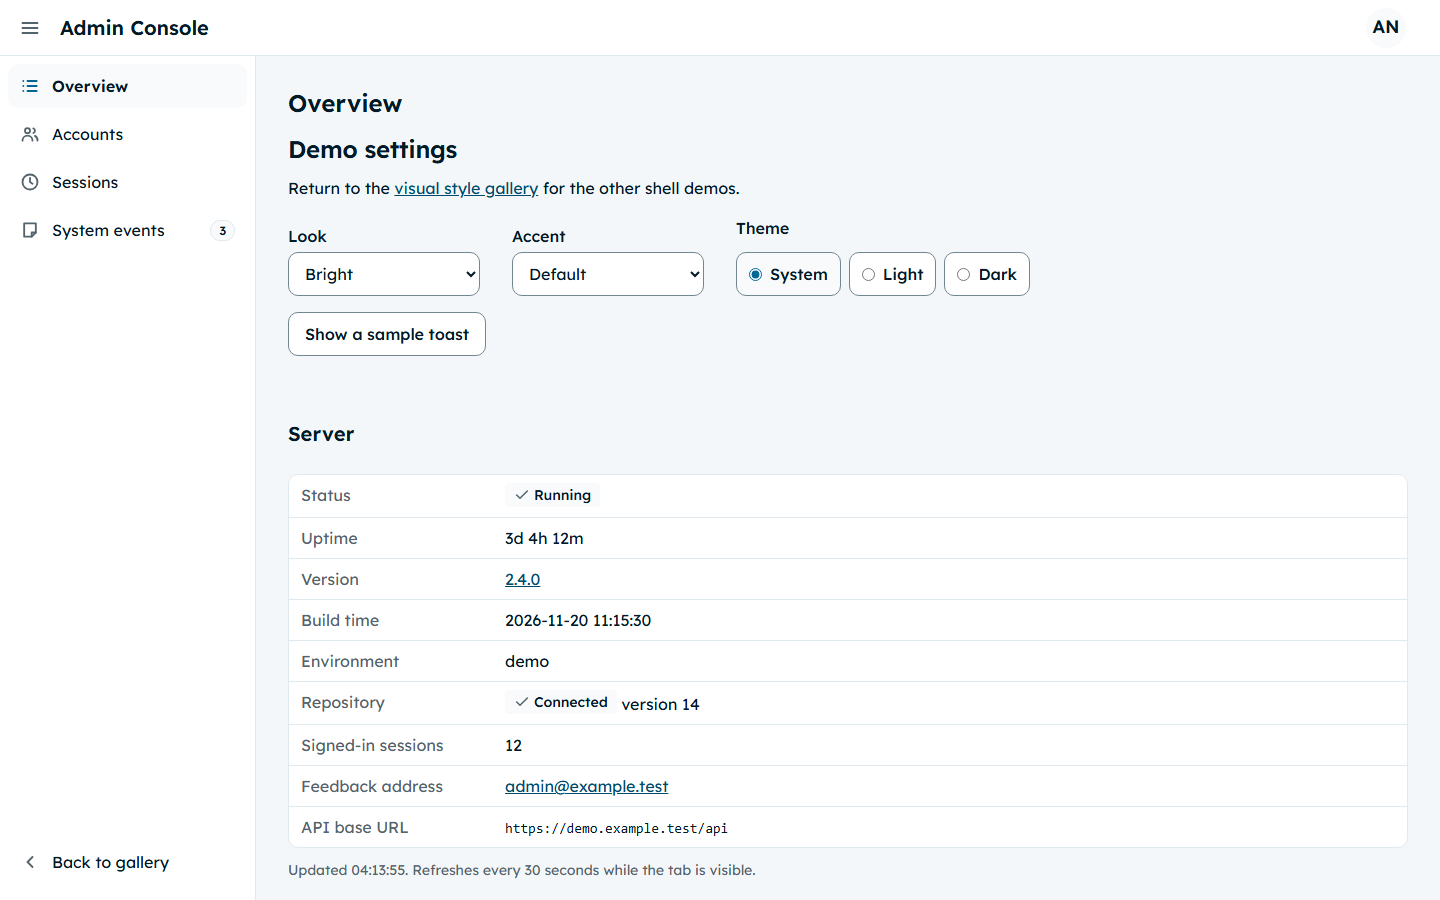 Admin Console
AN
Overview
Accounts
Sessions
System events 3
Back to gallery
Overview
Demo settings
Return to the visual style gallery for the other shell demos.
Look
Bright
Accent
Default
Theme
System
Light
Dark
Show a sample toast
Server
Status Running
Uptime 3d 4h 12m
Version 2.4.0
Build time 2026-11-20 11:15:30
Environment demo
Repository Connected version 14
Signed-in sessions 12
Feedback address admin@example.test
API base URL https://demo.example.test/api
Updated 04:13:55. Refreshes every 30 seconds while the tab is visible.